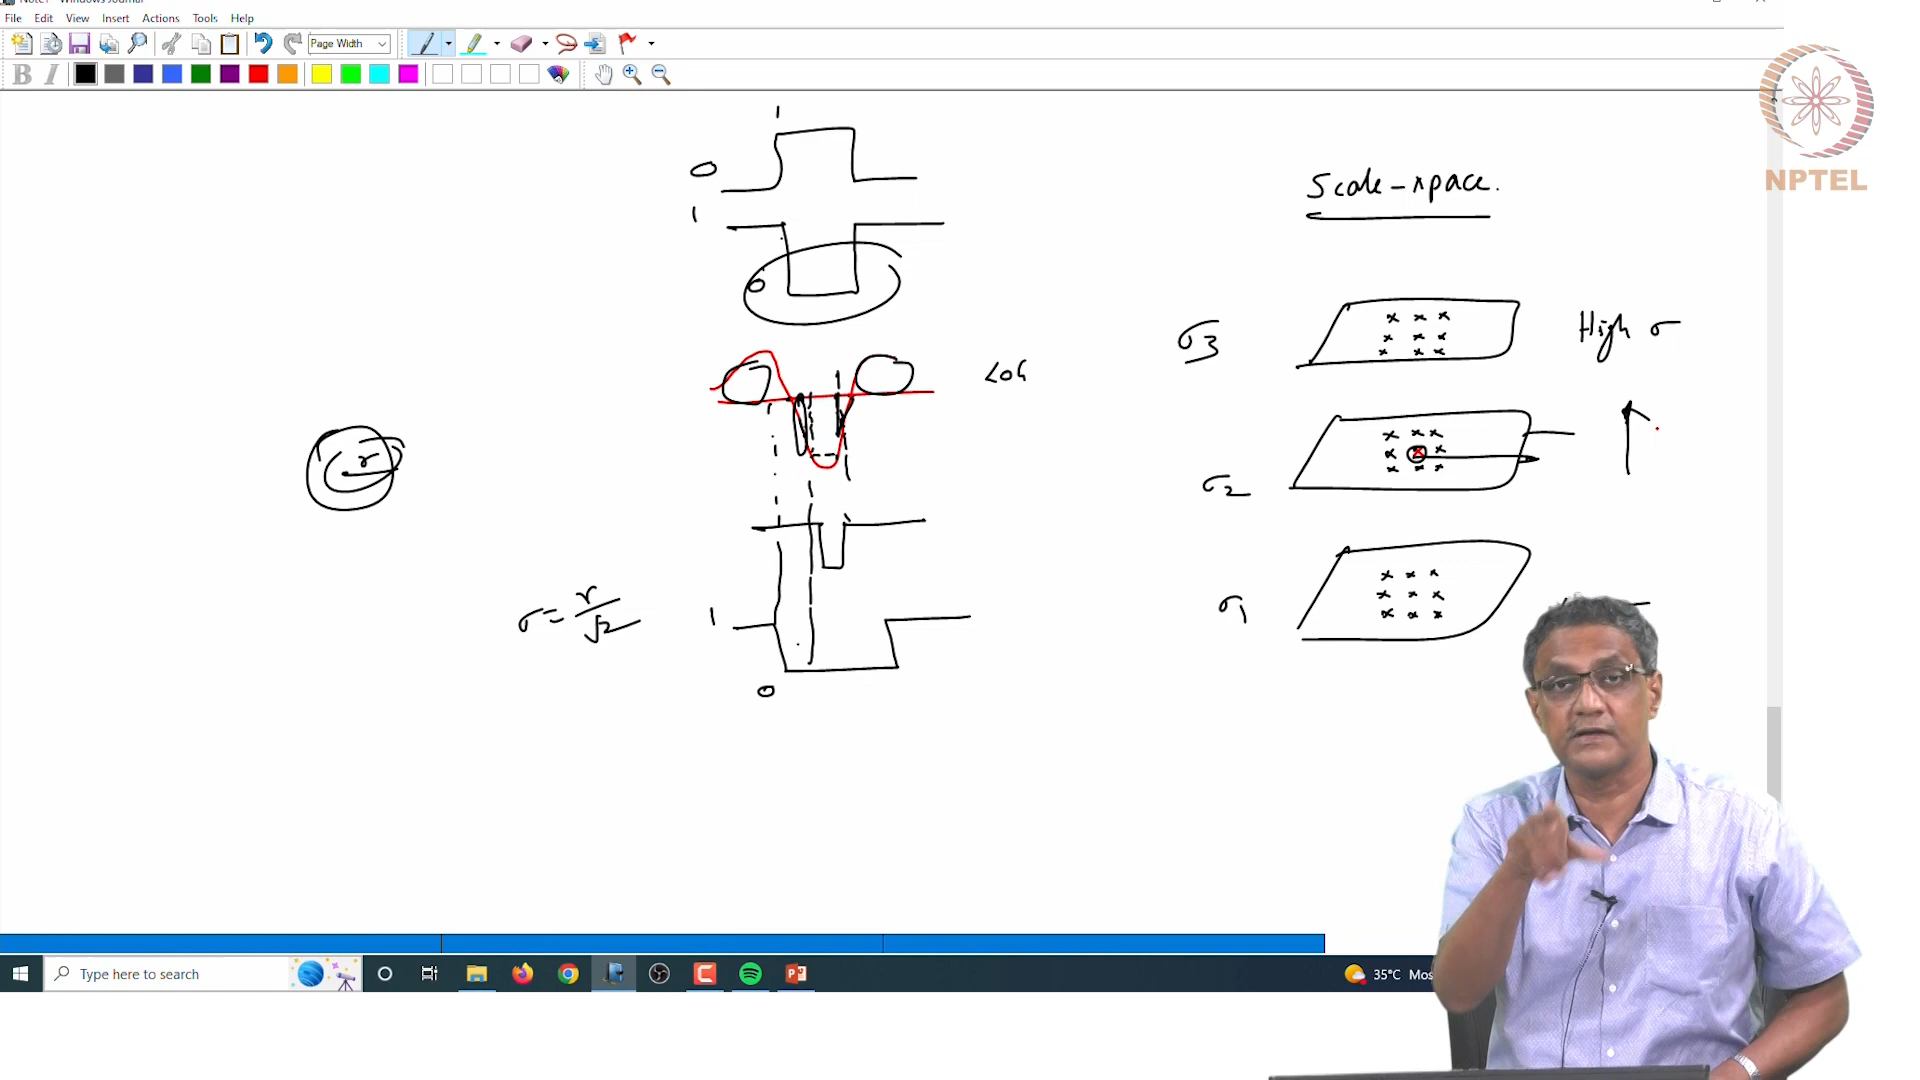 File Edit View Insert Actions Tools Help
Page Width
B I
NPTEL
1
0
Scale-space.
1
0
σ3
High σ
LOG
r
σ2
σ = r/√2
1
σ1
0
Type here to search
35°C